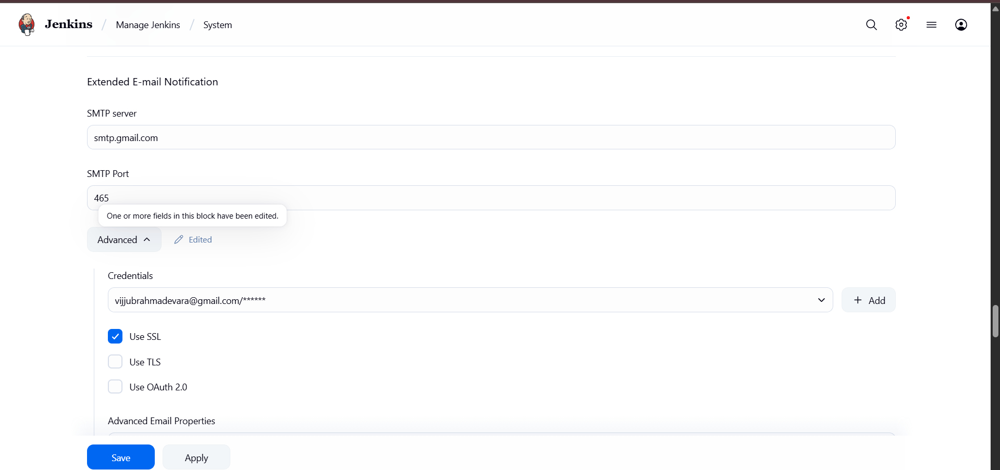 Jenkins / Manage Jenkins / System
Extended E-mail Notification
SMTP server
smtp.gmail.com
SMTP Port
465
One or more fields in this block have been edited.
Advanced Edited
Credentials
vijjubrahmadevara@gmail.com/******
+ Add
Use SSL
Use TLS
Use OAuth 2.0
Advanced Email Properties
Save Apply